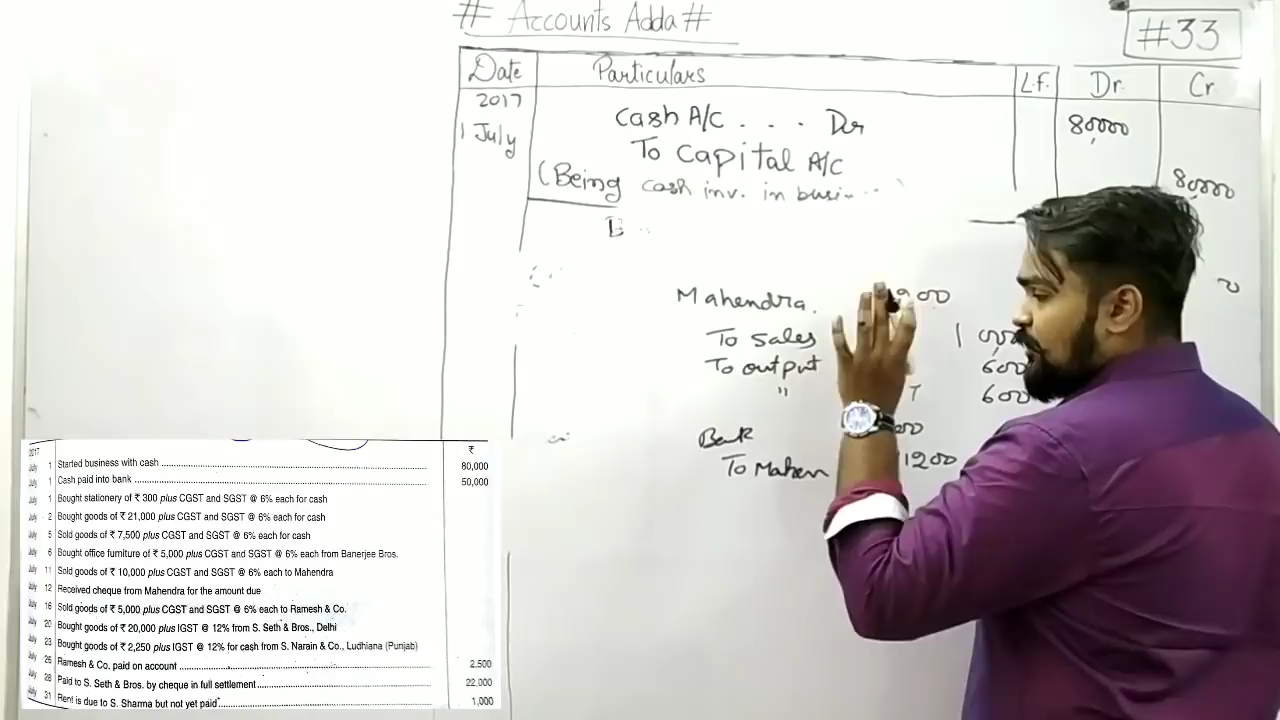 # Accounts Adda #
#33
Date Particulars L.F. Dr. Cr
2017
1 July Cash A/C . . . Dr 80,000
To Capital A/C 80,000
(Being cash inv. in busi...)
Mahendra.
To Sales
To output 600
" 600
Bank
To Mahen 1200
2017 ₹
July 1 Started business with cash 80,000
July 1 Cash paid into bank 50,000
July 1 Bought stationery of ₹ 300 plus CGST and SGST @ 6% each for cash
July 2 Bought goods of ₹ 21,000 plus CGST and SGST @ 6% each for cash
July 5 Sold goods of ₹ 7,500 plus CGST and SGST @ 6% each for cash
July 6 Bought office furniture of ₹ 5,000 plus CGST and SGST @ 6% each from Banerjee Bros.
July 11 Sold goods of ₹ 10,000 plus CGST and SGST @ 6% each to Mahendra
July 12 Received cheque from Mahendra for the amount due
July 16 Sold goods of ₹ 5,000 plus CGST and SGST @ 6% each to Ramesh & Co.
July 20 Bought goods of ₹ 20,000 plus IGST @ 12% from S. Seth & Bros., Delhi
July 23 Bought goods of ₹ 2,250 plus IGST @ 12% for cash from S. Narain & Co., Ludhiana (Punjab)
July 26 Ramesh & Co. paid on account 2,500
July 28 Paid to S. Seth & Bros. by cheque in full settlement 22,000
July 31 Rent is due to S. Sharma but not yet paid 1,000